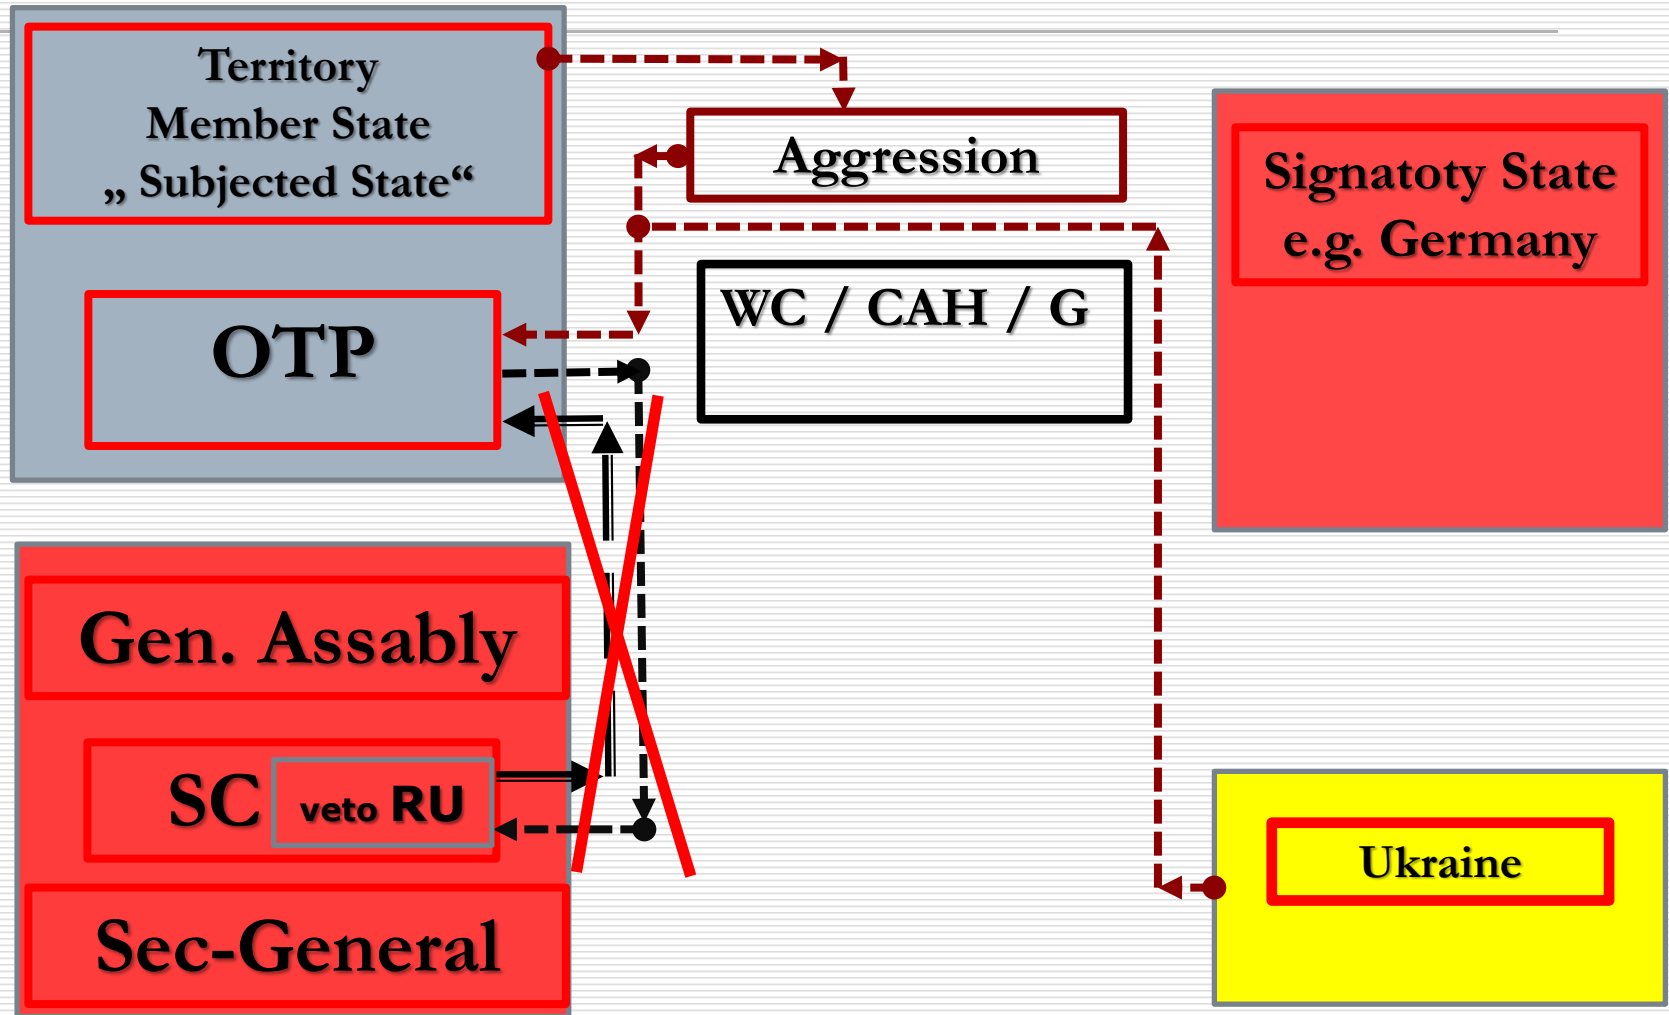 Territory
Member State
„ Subjected State“
Aggression
Signatoty State
e.g. Germany
WC / CAH / G
OTP
Gen. Assably
SC
veto RU
Sec-General
Ukraine